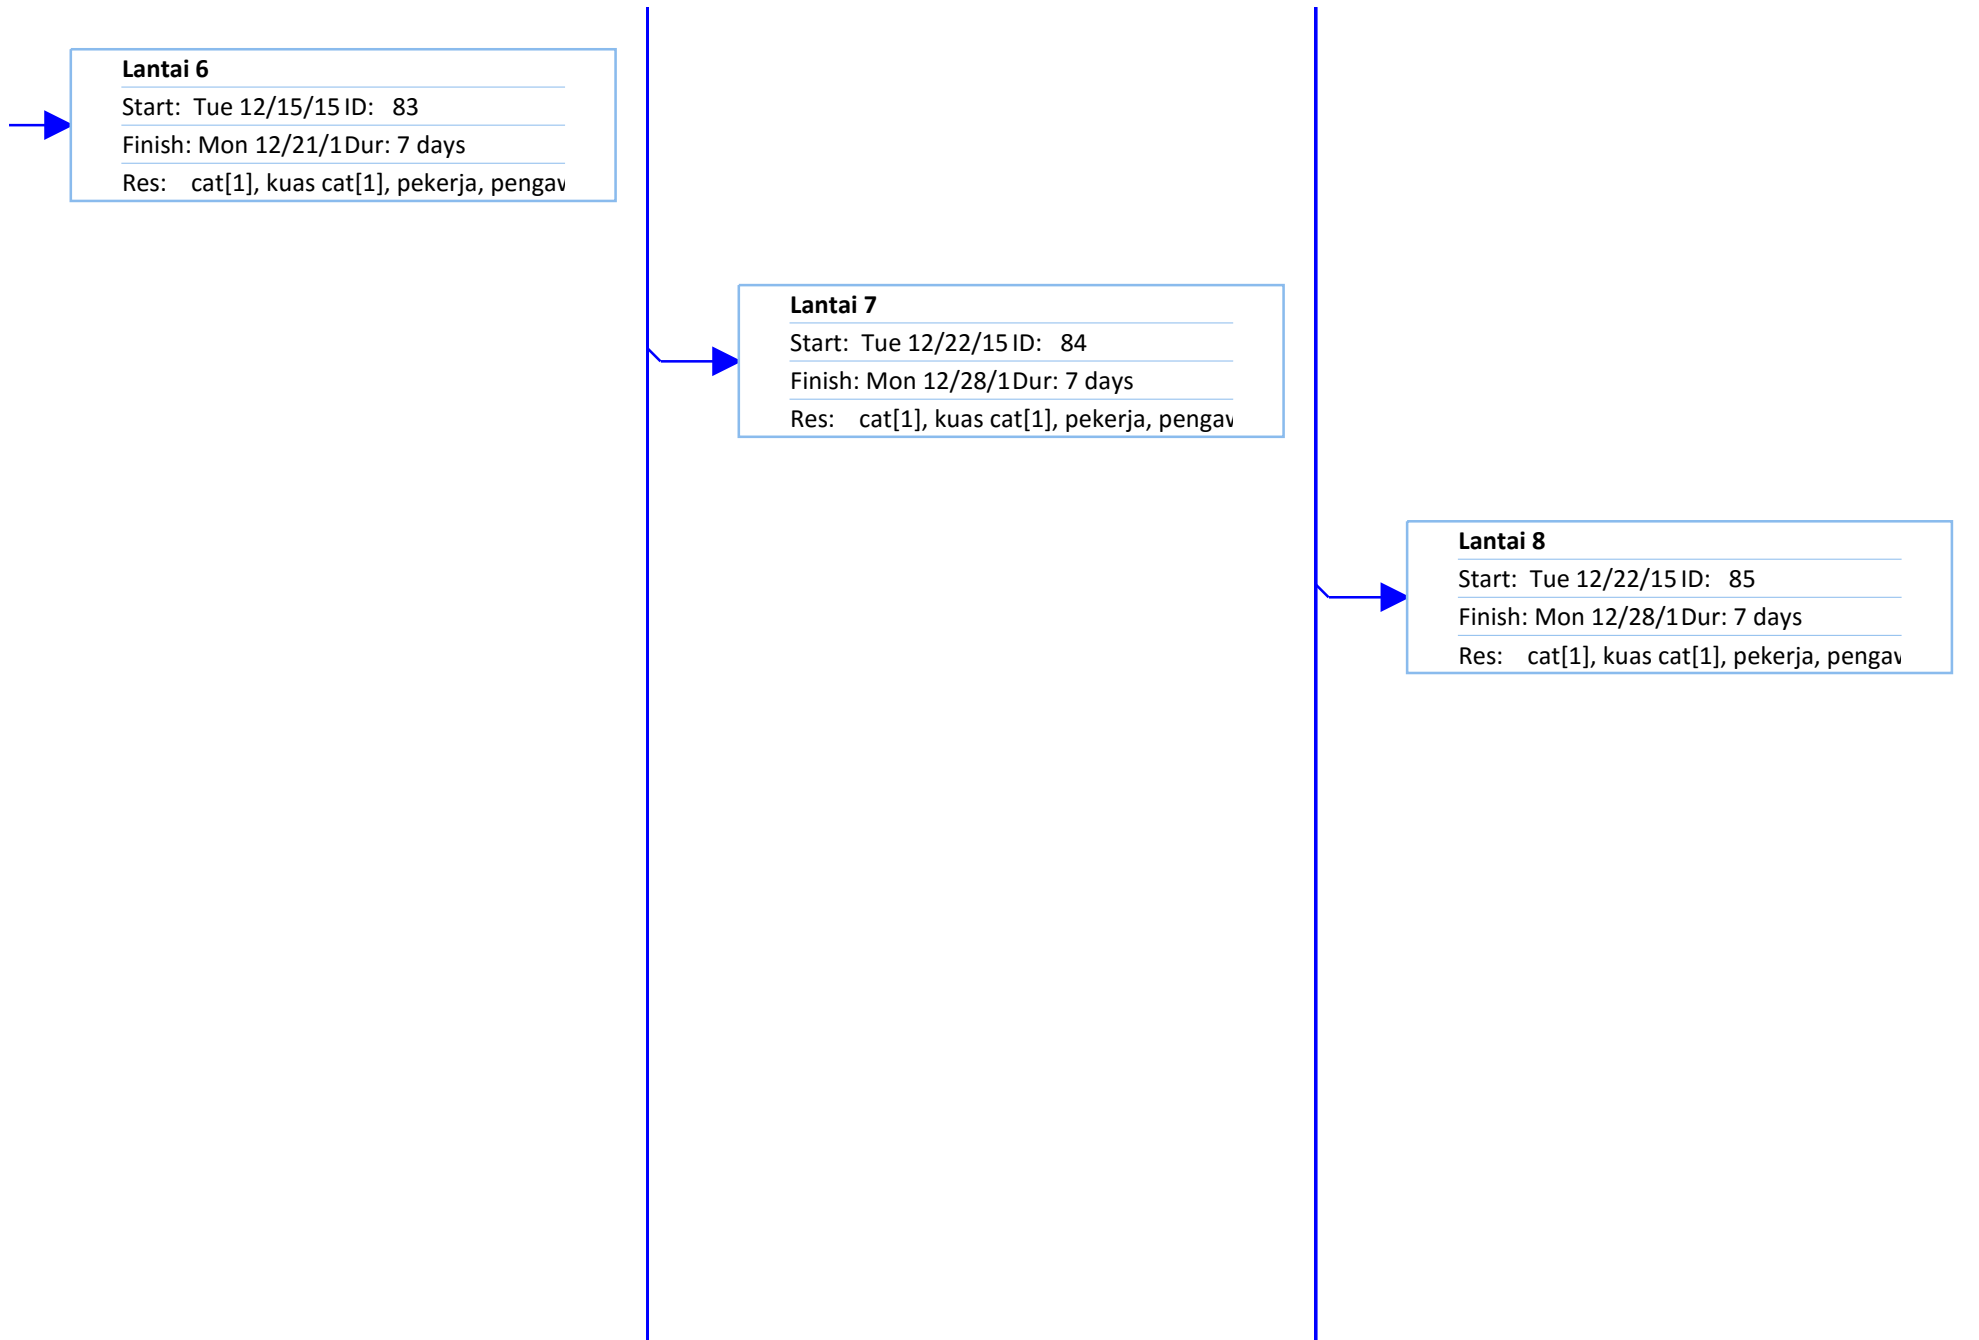 Lantai 6
Start: Tue 12/15/15 ID: 83
Finish: Mon 12/21/1 Dur: 7 days
Res: cat[1], kuas cat[1], pekerja, pengav
Lantai 7
Start: Tue 12/22/15 ID: 84
Finish: Mon 12/28/1 Dur: 7 days
Res: cat[1], kuas cat[1], pekerja, pengav
Lantai 8
Start: Tue 12/22/15 ID: 85
Finish: Mon 12/28/1 Dur: 7 days
Res: cat[1], kuas cat[1], pekerja, pengav